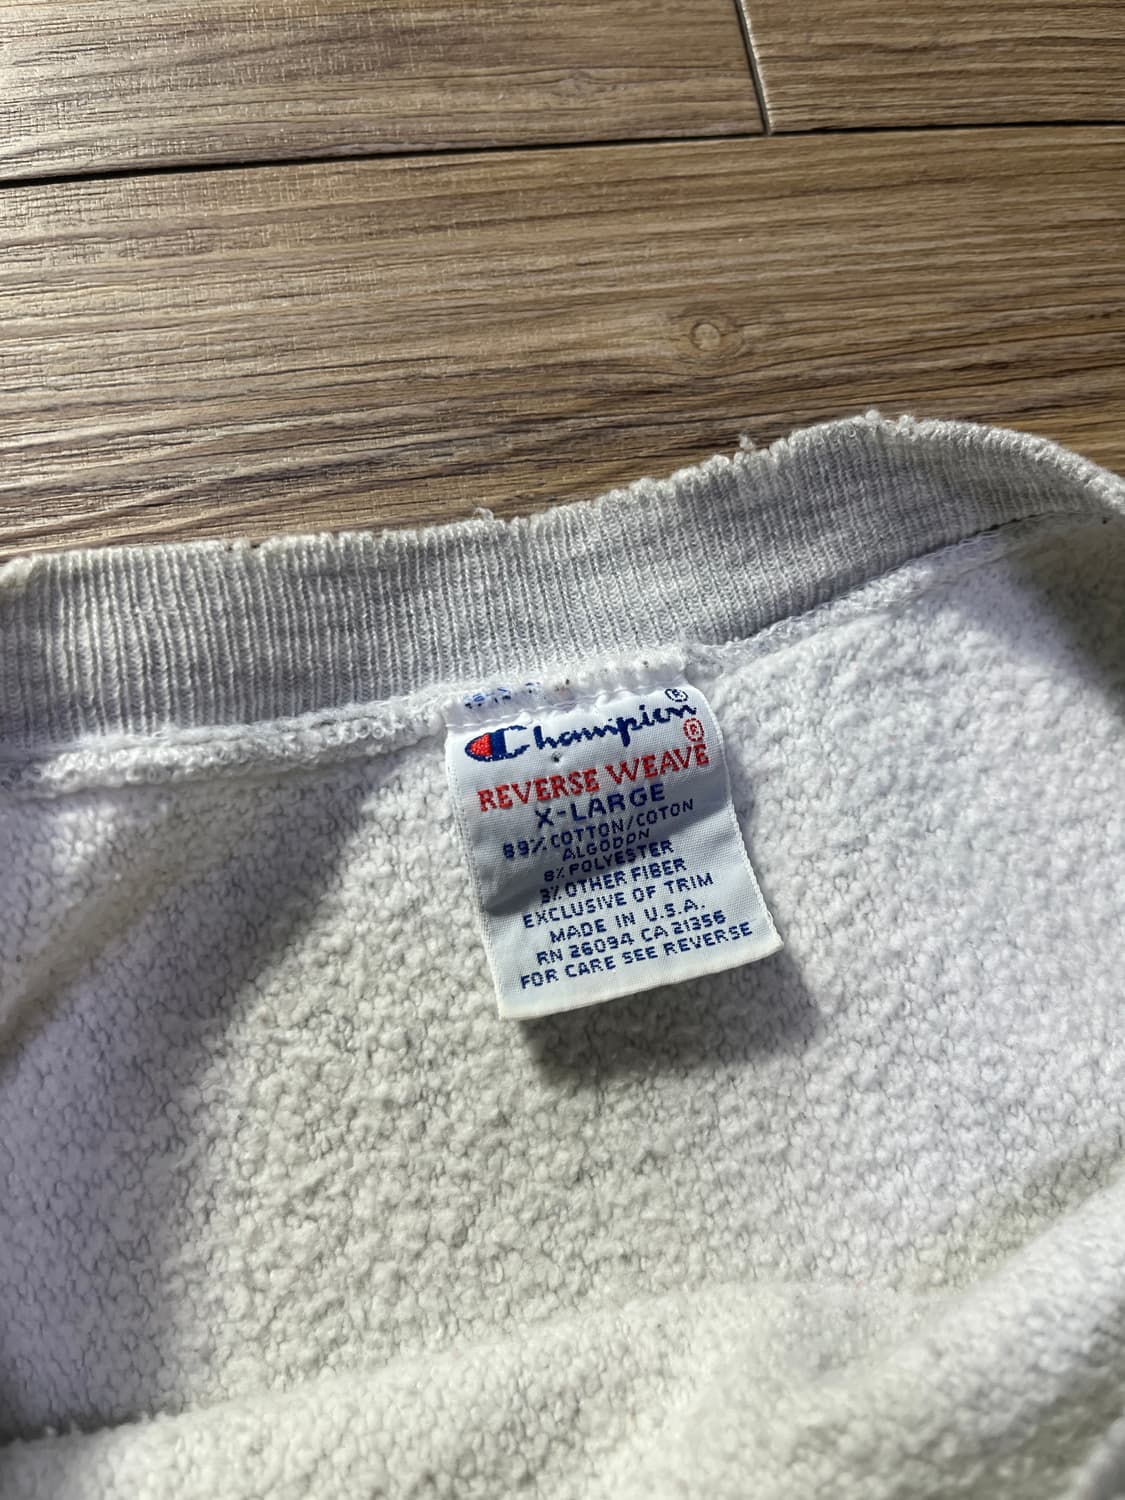 Champion®
REVERSE WEAVE®
X-LARGE
89% COTTON/COTON
ALGODON
8% POLYESTER
3% OTHER FIBER
EXCLUSIVE OF TRIM
MADE IN U.S.A.
RN 26094 CA 21356
FOR CARE SEE REVERSE